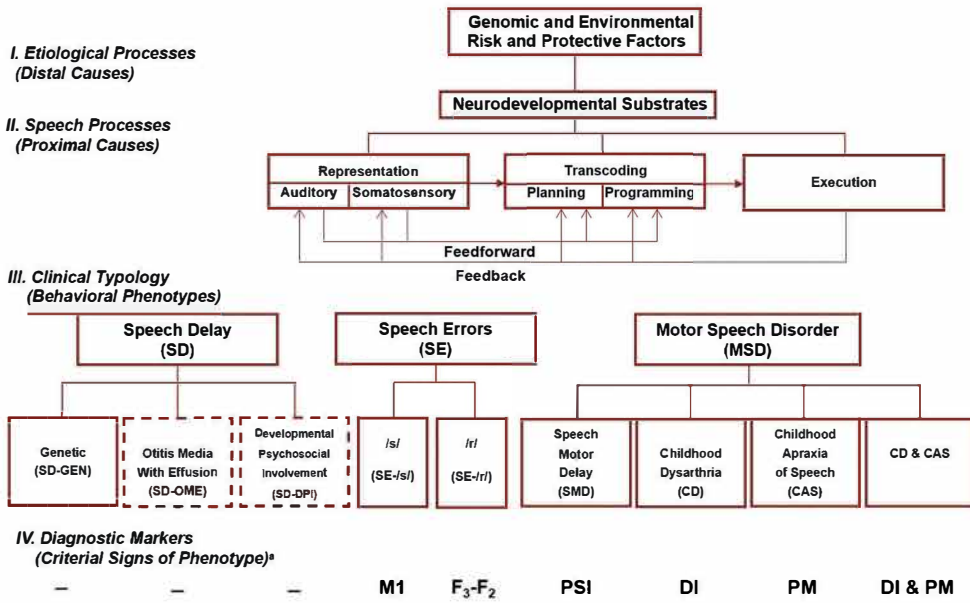 Genomic and Environmental
Risk and Protective Factors
I. Etiological Processes
(Distal Causes)
Neurodevelopmental Substrates
II. Speech Processes
(Proximal Causes)
Representation
Auditory Somatosensory
Transcoding
Planning Programming
Execution
Feedforward
Feedback
III. Clinical Typology
(Behavioral Phenotypes)
Speech Delay
(SD)
Speech Errors
(SE)
Motor Speech Disorder
(MSD)
Genetic
(SD-GEN)
Otitis Media
With Effusion
(SD-OME)
Developmental
Psychosocial
Involvement
(SD-DPI)
/s/
(SE-/s/)
/r/
(SE-/r/)
Speech
Motor
Delay
(SMD)
Childhood
Dysarthria
(CD)
Childhood
Apraxia
of Speech
(CAS)
CD & CAS
IV. Diagnostic Markers
(Criterial Signs of Phenotype)ª
– – – M1 F₃-F₂ PSI DI PM DI & PM